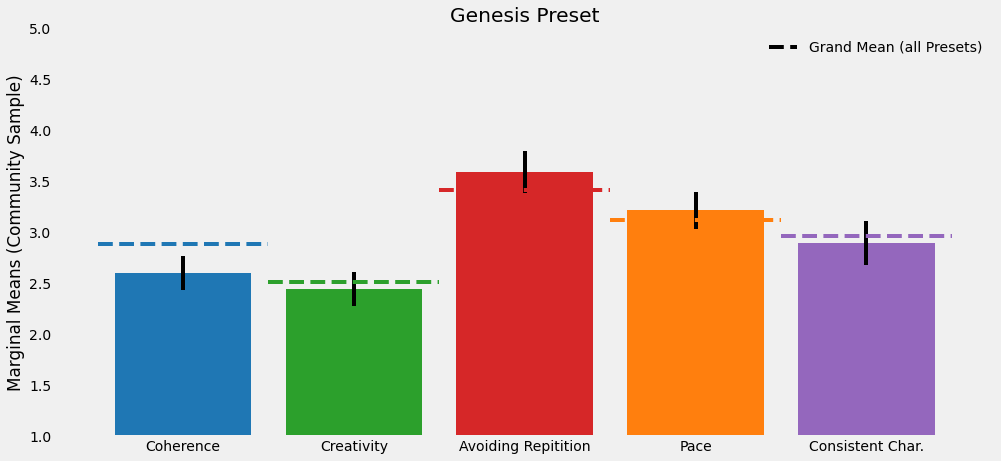 Genesis Preset
Grand Mean (all Presets)
Marginal Means (Community Sample)
5.0
4.5
4.0
3.5
3.0
2.5
2.0
1.5
1.0
Coherence
Creativity
Avoiding Repitition
Pace
Consistent Char.